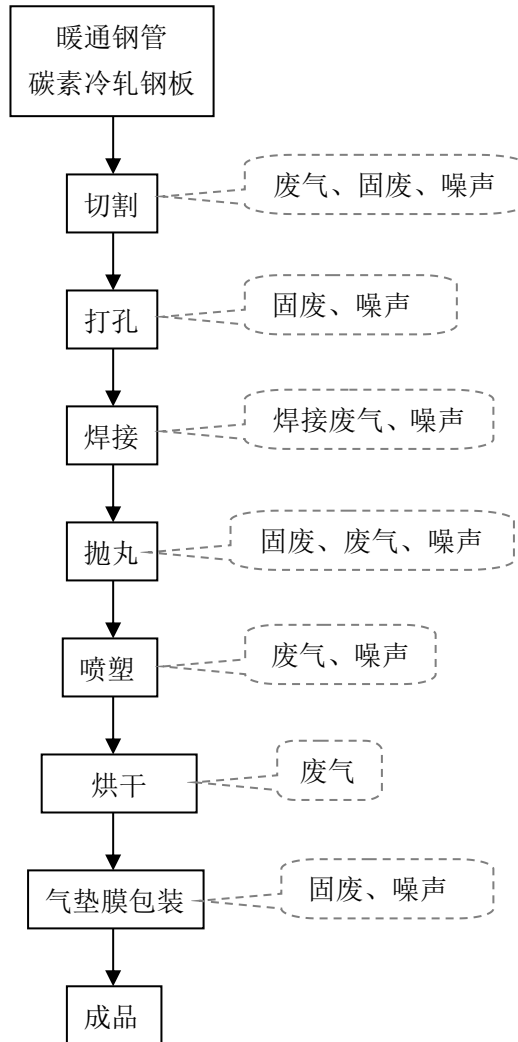 暖通钢管
碳素冷轧钢板
切割
废气、固废、噪声
打孔
固废、噪声
焊接
焊接废气、噪声
抛丸
固废、废气、噪声
喷塑
废气、噪声
烘干
废气
气垫膜包装
固废、噪声
成品